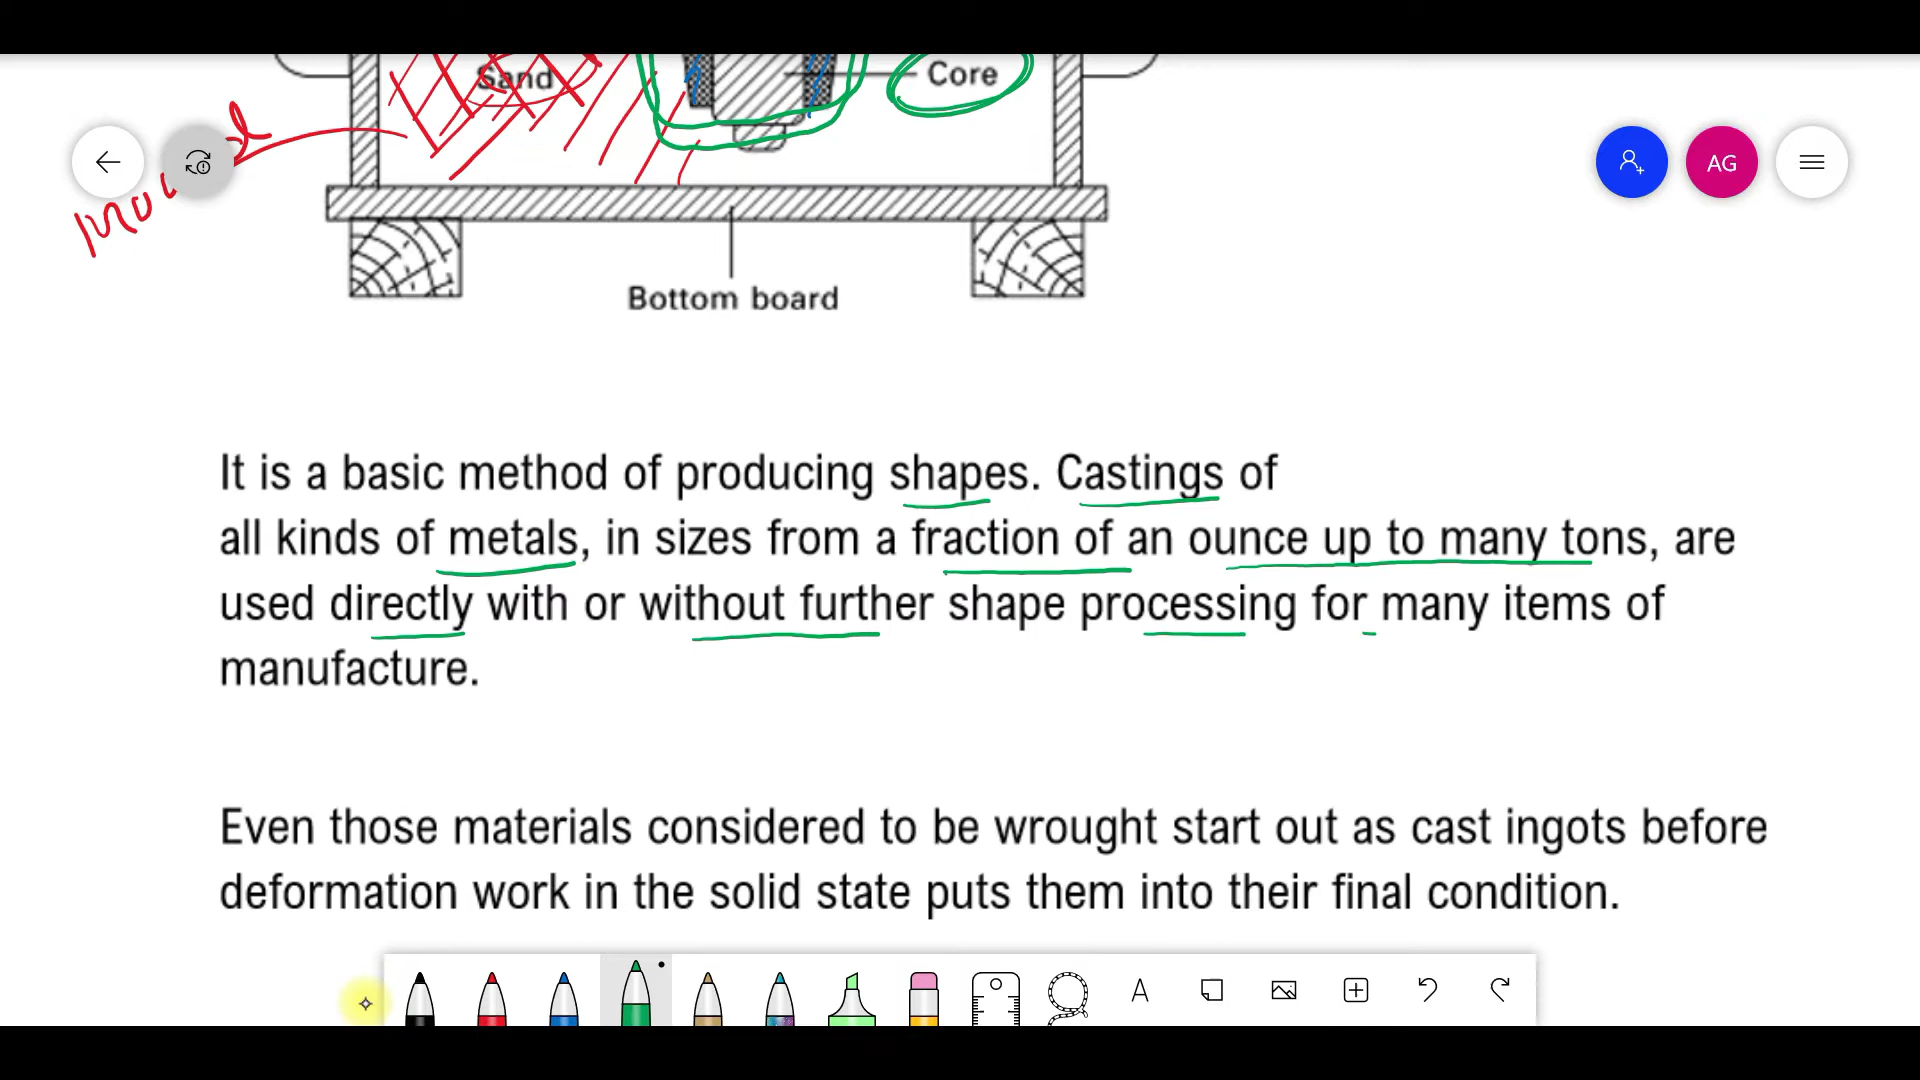 Sand
Core
AG
Bottom board
It is a basic method of producing shapes. Castings of
all kinds of metals, in sizes from a fraction of an ounce up to many tons, are
used directly with or without further shape processing for many items of
manufacture.
Even those materials considered to be wrought start out as cast ingots before
deformation work in the solid state puts them into their final condition.
A